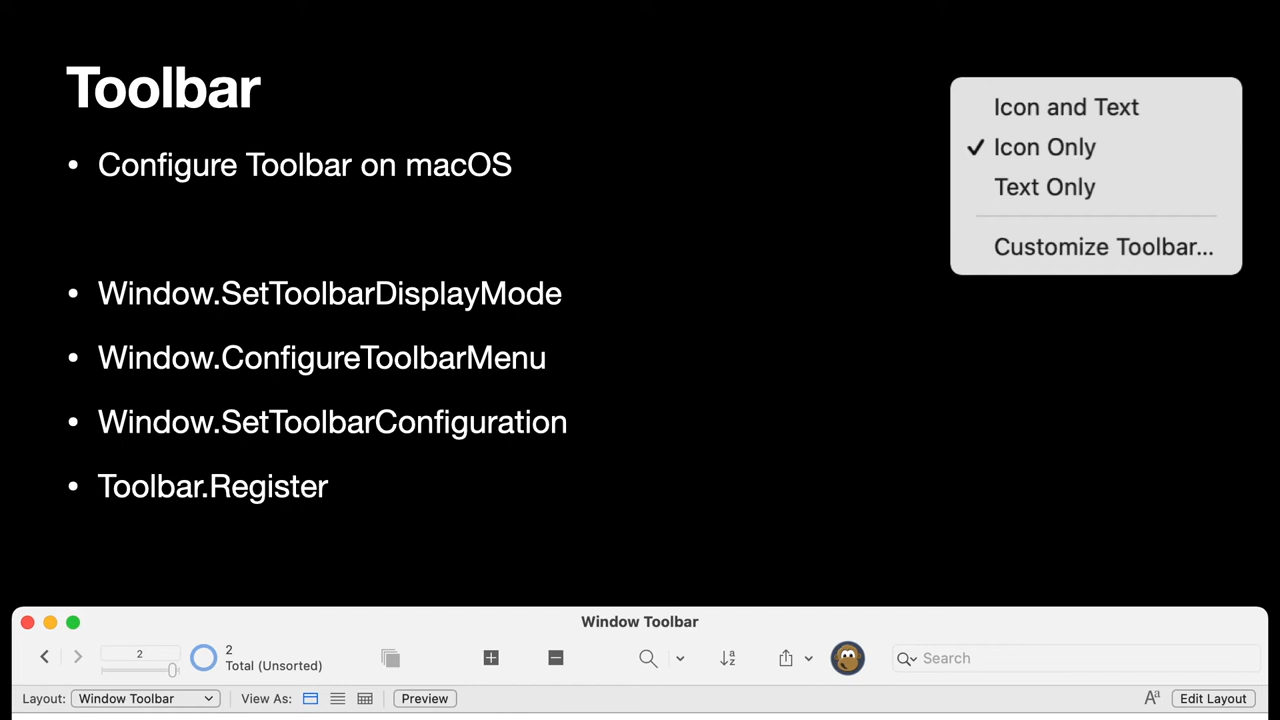 Toolbar
• Configure Toolbar on macOS
• Window.SetToolbarDisplayMode
• Window.ConfigureToolbarMenu
• Window.SetToolbarConfiguration
• Toolbar.Register
Icon and Text
✓ Icon Only
Text Only
Customize Toolbar...
Window Toolbar
2
2
Total (Unsorted)
Search
Layout: Window Toolbar
View As:
Preview
Aa
Edit Layout